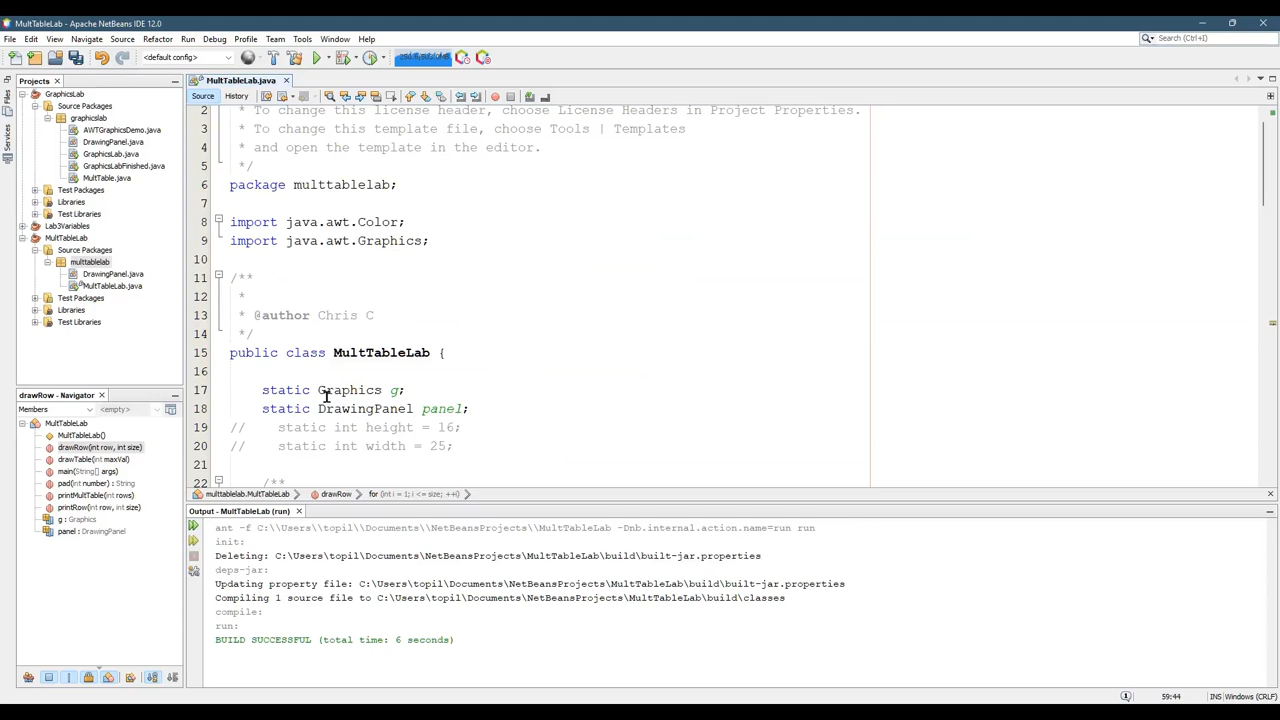 MultTableLab - Apache NetBeans IDE 12.0
File Edit View Navigate Source Refactor Run Debug Profile Team Tools Window Help
Search (Ctrl+I)
<default config>
Projects
MultTableLab.java
Files
Services
Source History
GraphicsLab
Source Packages
graphicslab
AWTGraphicsDemo.java
DrawingPanel.java
GraphicsLab.java
GraphicsLabFinished.java
MultTable.java
Test Packages
Libraries
Test Libraries
Lab3Variables
MultTableLab
Source Packages
multtablelab
DrawingPanel.java
MultTableLab.java
Test Packages
Libraries
Test Libraries
2 * To change this license header, choose License Headers in Project Properties.
3 * To change this template file, choose Tools | Templates
4 * and open the template in the editor.
5 */
6 package multtablelab;
7
8 import java.awt.Color;
9 import java.awt.Graphics;
10
11 /**
12 *
13 * @author Chris C
14 */
15 public class MultTableLab {
16
17 static Graphics g;
18 static DrawingPanel panel;
19 // static int height = 16;
20 // static int width = 25;
21
22 /**
multtablelab.MultTableLab drawRow for (int i = 1; i <= size; ++i)
drawRow - Navigator
Members <empty>
MultTableLab
MultTableLab()
drawRow(int row, int size)
drawTable(int maxVal)
main(String[] args)
pad(int number) : String
printMultTable(int rows)
printRow(int row, int size)
g : Graphics
panel : DrawingPanel
Output - MultTableLab (run)
ant -f C:\\Users\\topil\\Documents\\NetBeansProjects\\MultTableLab -Dnb.internal.action.name=run run
init:
Deleting: C:\Users\topil\Documents\NetBeansProjects\MultTableLab\build\built-jar.properties
deps-jar:
Updating property file: C:\Users\topil\Documents\NetBeansProjects\MultTableLab\build\built-jar.properties
Compiling 1 source file to C:\Users\topil\Documents\NetBeansProjects\MultTableLab\build\classes
compile:
run:
BUILD SUCCESSFUL (total time: 6 seconds)
59:44 INS Windows (CRLF)